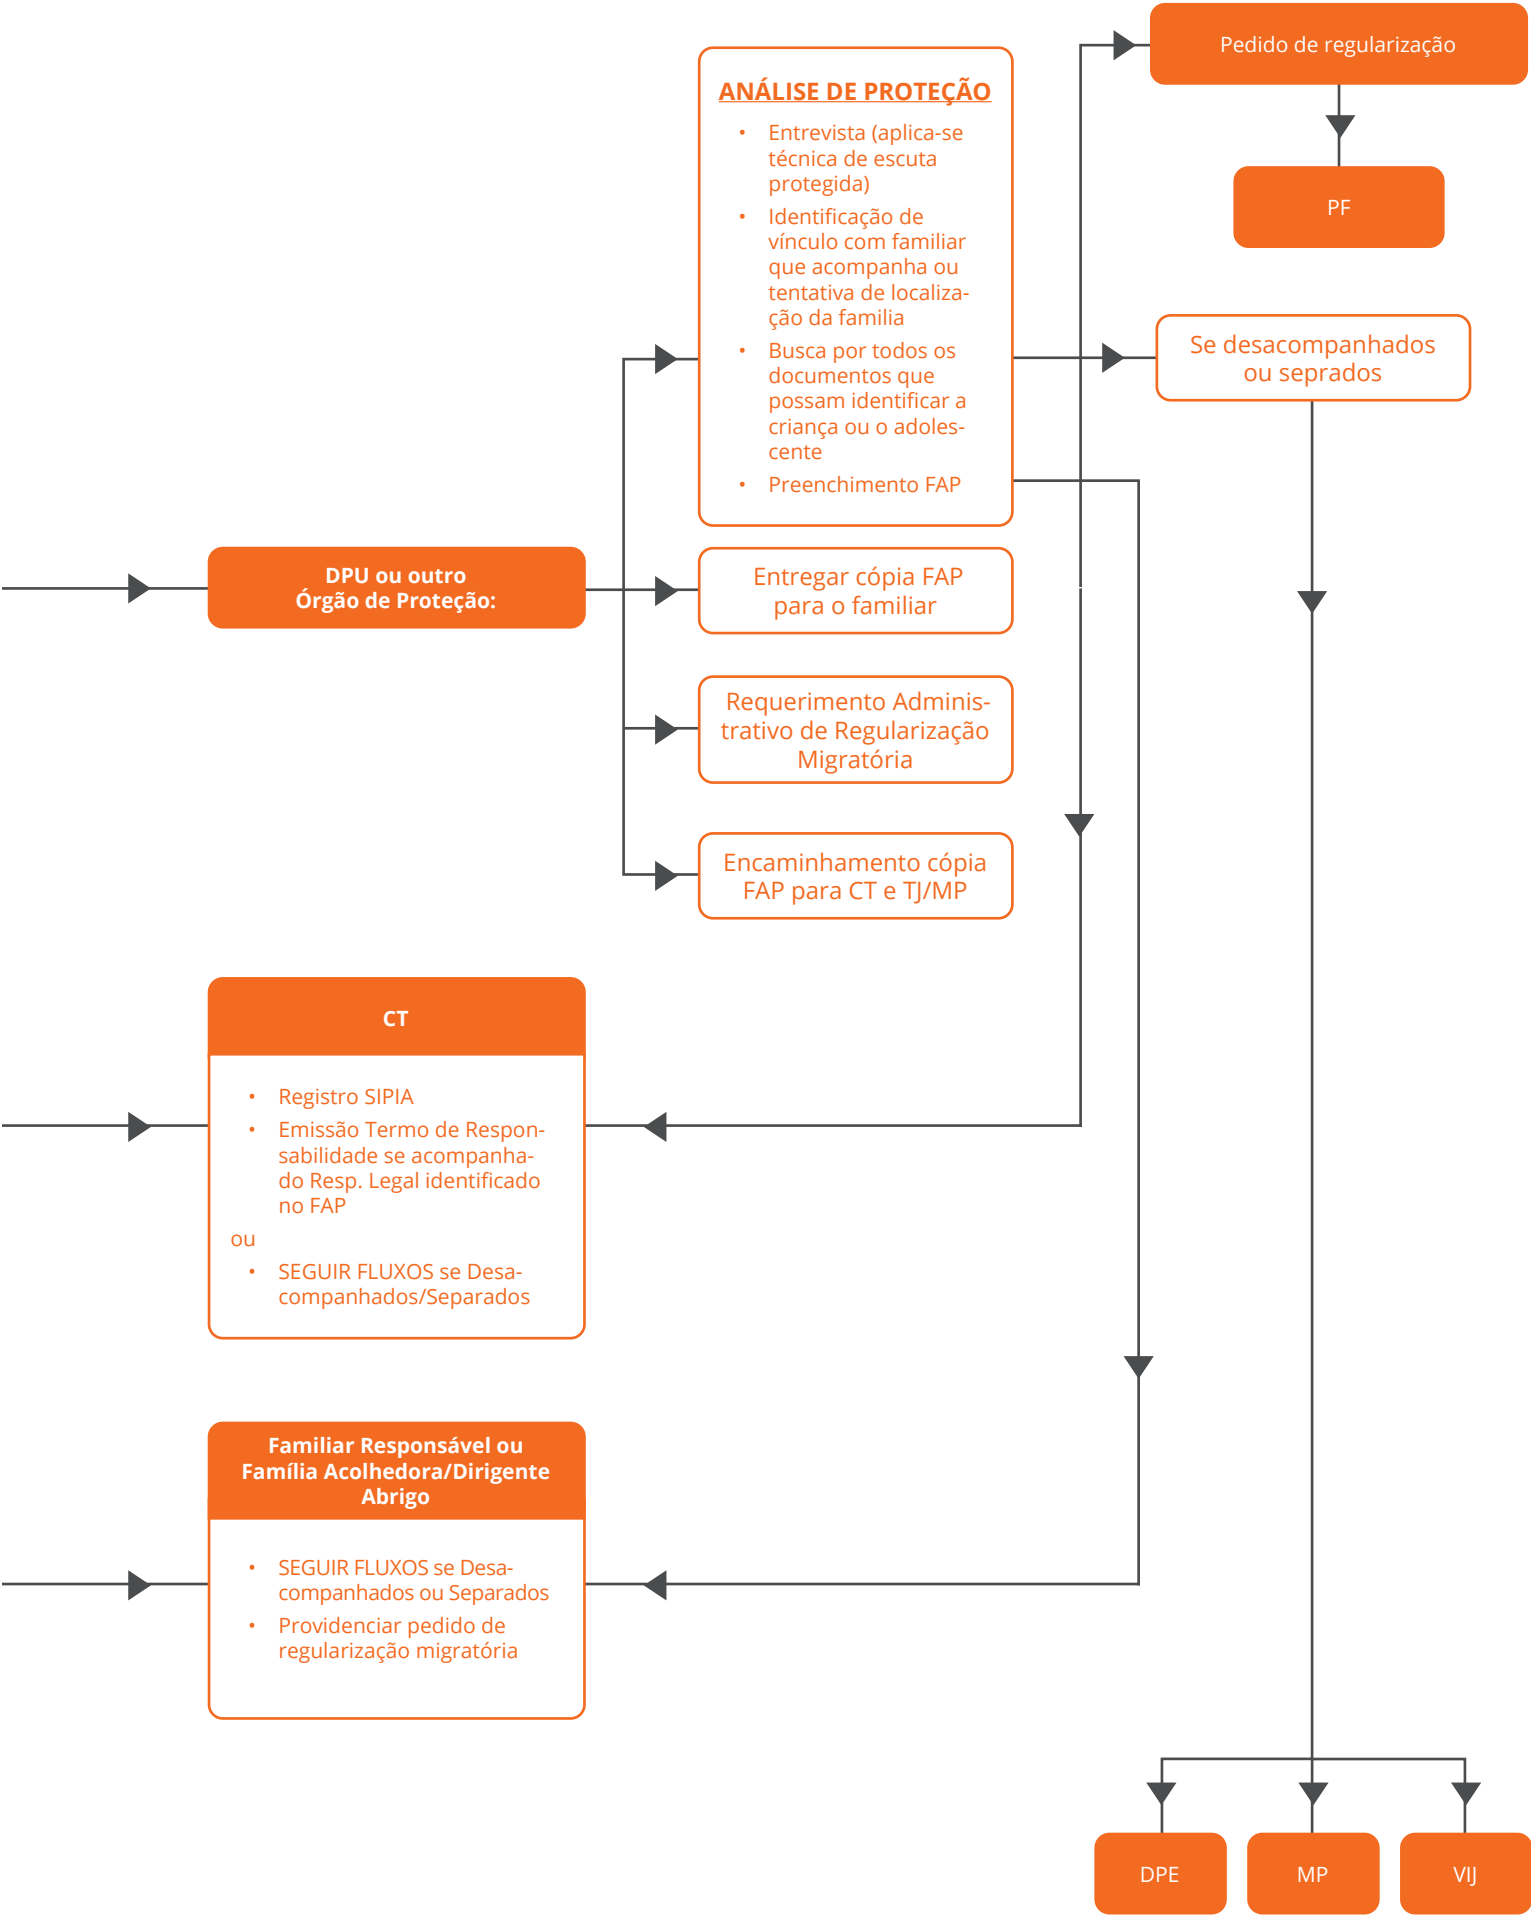 Pedido de regularização
PF
ANÁLISE DE PROTEÇÃO
• Entrevista (aplica-se
técnica de escuta
protegida)
• Identificação de
vínculo com familiar
que acompanha ou
tentativa de localiza-
ção da familia
• Busca por todos os
documentos que
possam identificar a
criança ou o adoles-
cente
• Preenchimento FAP
Se desacompanhados
ou seprados
DPU ou outro
Órgão de Proteção:
Entregar cópia FAP
para o familiar
Requerimento Adminis-
trativo de Regularização
Migratória
Encaminhamento cópia
FAP para CT e TJ/MP
CT
• Registro SIPIA
• Emissão Termo de Respon-
sabilidade se acompanha-
do Resp. Legal identificado
no FAP
ou
• SEGUIR FLUXOS se Desa-
companhados/Separados
Familiar Responsável ou
Família Acolhedora/Dirigente
Abrigo
• SEGUIR FLUXOS se Desa-
companhados ou Separados
• Providenciar pedido de
regularização migratória
DPE
MP
VIJ